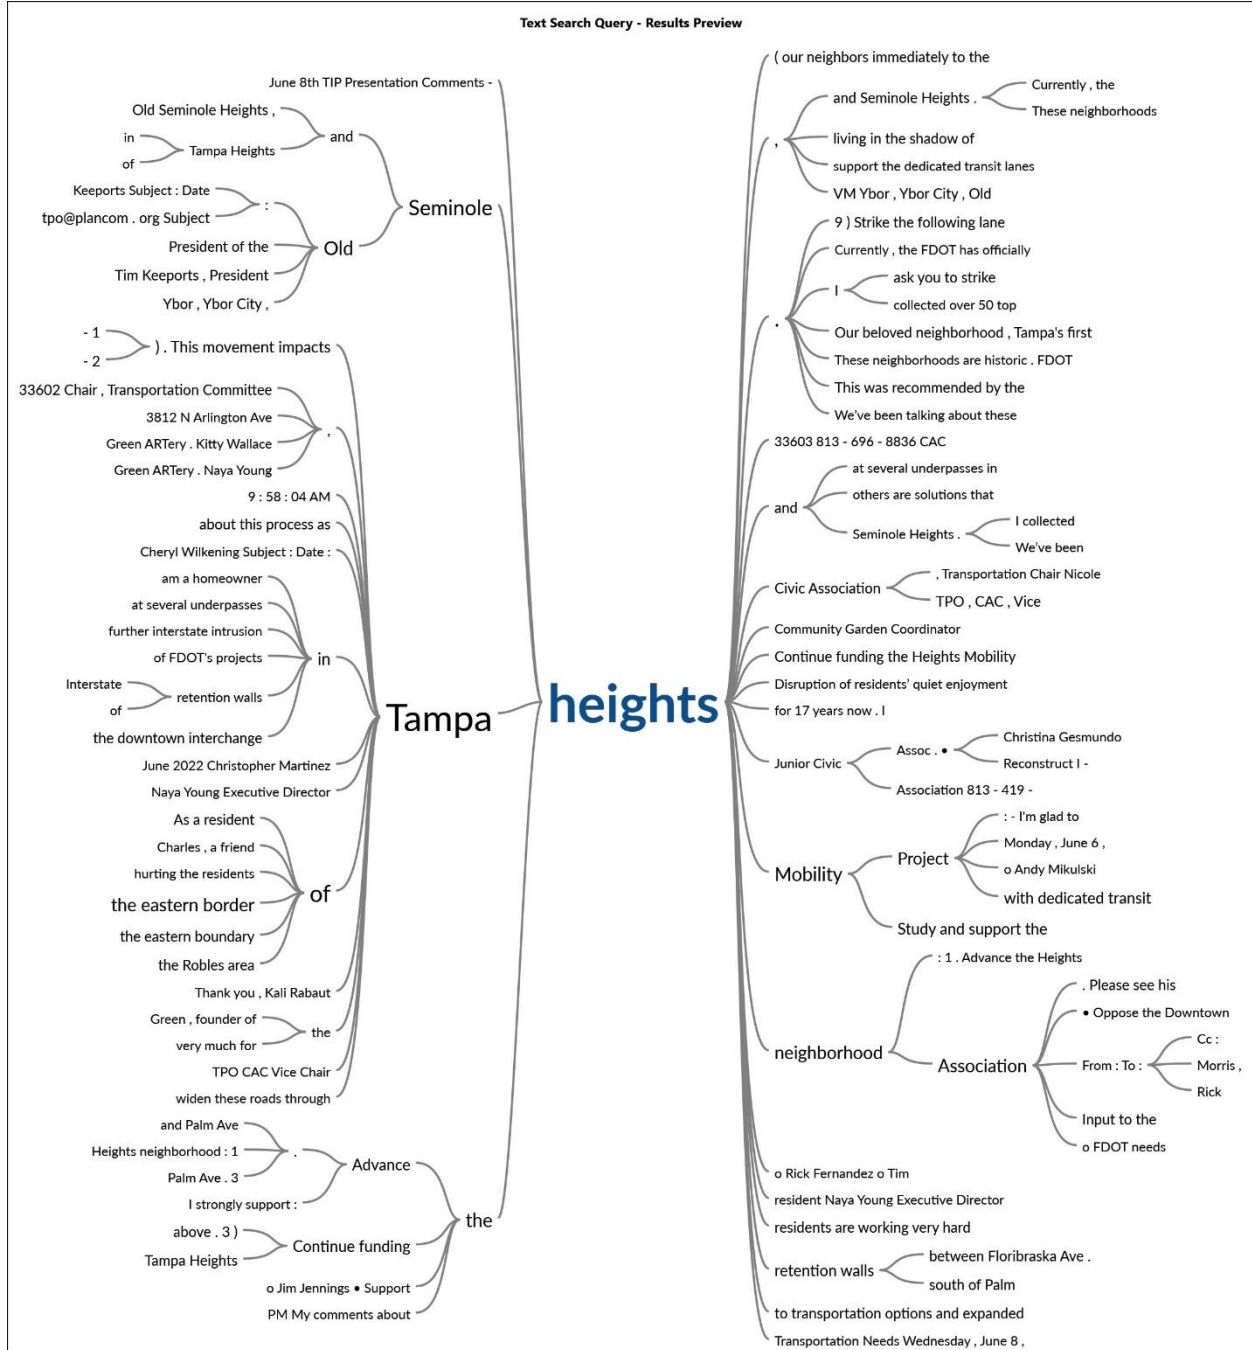 Text Search Query - Results Preview
June 8th TIP Presentation Comments -
Old Seminole Heights ,
and
in
Tampa Heights
of
Seminole
Keeports Subject : Date
:
tpo@plancom . org Subject
President of the
Old
Tim Keeports , President
Ybor , Ybor City ,
- 1
) . This movement impacts
- 2
33602 Chair , Transportation Committee
3812 N Arlington Ave
,
Green ARTery . Kitty Wallace
Green ARTery . Naya Young
9 : 58 : 04 AM
about this process as
Cheryl Wilkening Subject : Date :
am a homeowner
at several underpasses
further interstate intrusion
in
of FDOT's projects
Interstate
retention walls
of
the downtown interchange
Tampa
June 2022 Christopher Martinez
Naya Young Executive Director
As a resident
Charles , a friend
hurting the residents
of
the eastern border
the eastern boundary
the Robles area
Thank you , Kali Rabaut
Green , founder of
the
very much for
TPO CAC Vice Chair
widen these roads through
and Palm Ave
Heights neighborhood : 1
.
Palm Ave . 3
Advance
I strongly support :
the
above . 3 )
Continue funding
Tampa Heights
o Jim Jennings • Support
PM My comments about
heights
( our neighbors immediately to the
and Seminole Heights .
Currently , the
These neighborhoods
,
living in the shadow of
support the dedicated transit lanes
VM Ybor , Ybor City , Old
9 ) Strike the following lane
Currently , the FDOT has officially
I
ask you to strike
collected over 50 top
.
Our beloved neighborhood , Tampa's first
These neighborhoods are historic . FDOT
This was recommended by the
We've been talking about these
33603 813 - 696 - 8836 CAC
at several underpasses in
and
others are solutions that
Seminole Heights .
I collected
We've been
Civic Association
, Transportation Chair Nicole
TPO , CAC , Vice
Community Garden Coordinator
Continue funding the Heights Mobility
Disruption of residents' quiet enjoyment
for 17 years now . I
Junior Civic
Assoc . •
Christina Gesmundo
Reconstruct I -
Association 813 - 419 -
Mobility
Project
: - I'm glad to
Monday , June 6 ,
o Andy Mikulski
with dedicated transit
Study and support the
neighborhood
: 1 . Advance the Heights
Association
. Please see his
• Oppose the Downtown
From : To :
Cc :
Morris ,
Rick
Input to the
o FDOT needs
o Rick Fernandez o Tim
resident Naya Young Executive Director
residents are working very hard
retention walls
between Floribraska Ave .
south of Palm
to transportation options and expanded
Transportation Needs Wednesday , June 8 ,